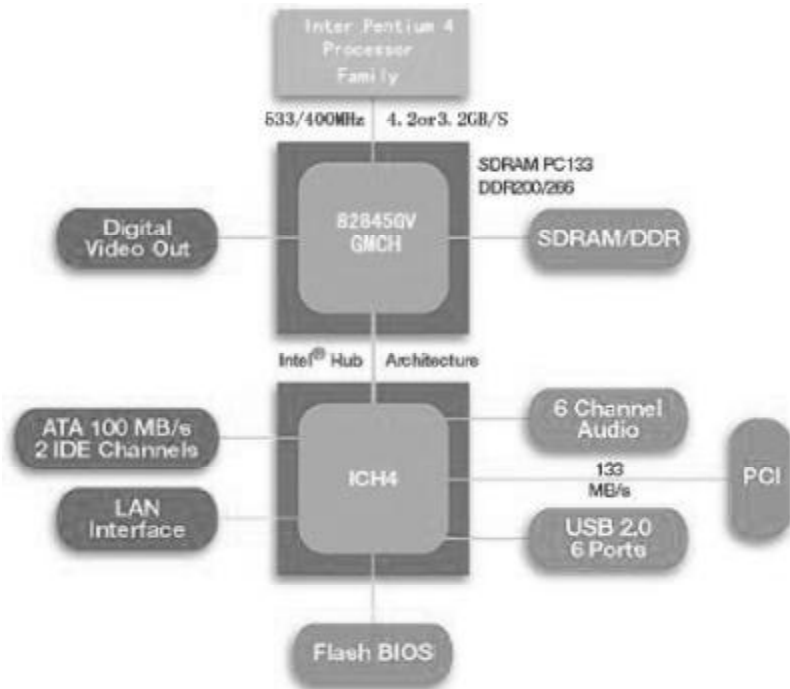 Inter Pentium 4
Processor
Family
533/400MHz
4.2or3.2GB/S
SDRAM PC133
DDR200/266
82845GV
GMCH
Digital
Video Out
SDRAM/DDR
Intel® Hub
Architecture
ATA 100 MB/s
2 IDE Channels
6 Channel
Audio
ICH4
133
MB/s
PCI
LAN
Interface
USB 2.0
6 Ports
Flash BIOS